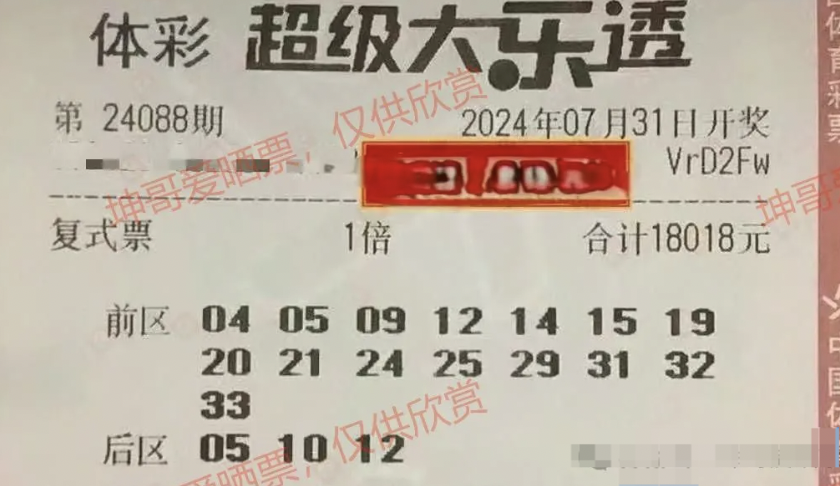 体彩 超级大乐透
第 24088期 2024年07月31日开奖
VrD2Fw
复式票 1倍 合计18018元
前区 04 05 09 12 14 15 19
20 21 24 25 29 31 32
33
后区 05 10 12
坤哥爱晒票，仅供欣赏
坤哥爱晒票，仅供欣赏
坤
体
育
彩
票
中
国
体